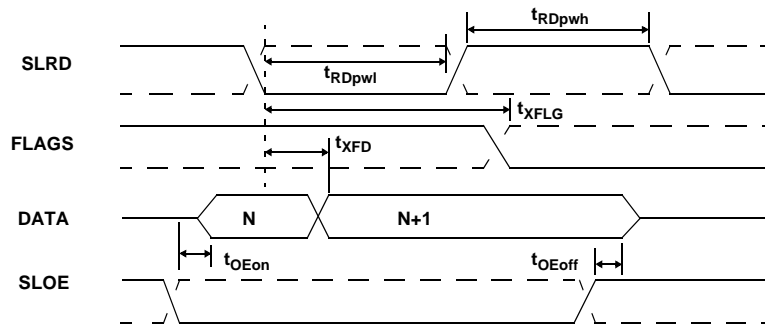 tRDpwh
SLRD
tRDpwl
tXFLG
FLAGS
tXFD
DATA
N
N+1
tOEon
tOEoff
SLOE